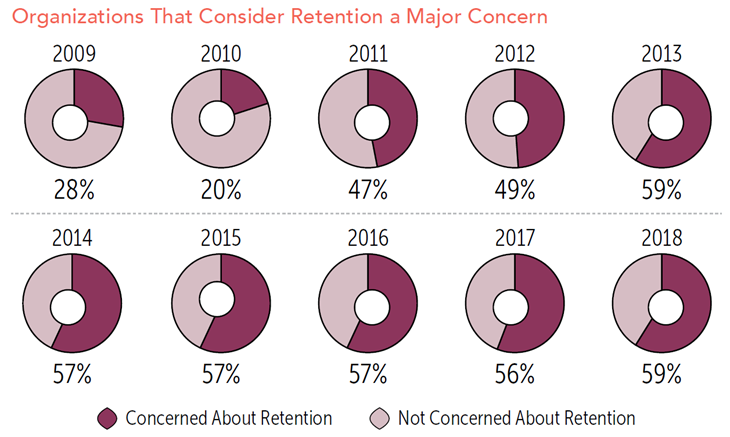 Organizations That Consider Retention a Major Concern
2009 2010 2011 2012 2013
28% 20% 47% 49% 59%
2014 2015 2016 2017 2018
57% 57% 57% 56% 59%
Concerned About Retention Not Concerned About Retention